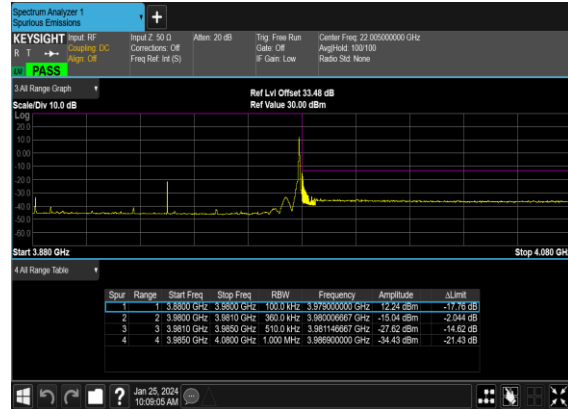 Spectrum Analyzer 1
Spurious Emissions
KEYSIGHT Input: RF Input Z: 50 Ω Atten: 20 dB Trig: Free Run Center Freq: 22.005000000 GHz
R T Coupling: DC Corrections: Off Gate: Off Avg|Hold: 100/100
Align: Off Freq Ref: Int (S) IF Gain: Low Radio Std: None
PASS
3 All Range Graph
Ref Lvl Offset 33.48 dB
Scale/Div 10.0 dB Ref Value 30.00 dBm
Log
20.0
10.0
0.00
-10.0
-20.0
-30.0
-40.0
-50.0
-60.0
Start 3.880 GHz Stop 4.080 GHz
4 All Range Table
Spur Range Start Freq Stop Freq RBW Frequency Amplitude ΔLimit
1 1 3.8800 GHz 3.9800 GHz 100.0 kHz 3.979000000 GHz 12.24 dBm -17.76 dB
2 2 3.9800 GHz 3.9810 GHz 360.0 kHz 3.980006667 GHz -15.04 dBm -2.044 dB
3 3 3.9810 GHz 3.9850 GHz 510.0 kHz 3.981146667 GHz -27.62 dBm -14.62 dB
4 4 3.9850 GHz 4.0800 GHz 1.000 MHz 3.986900000 GHz -34.43 dBm -21.43 dB
Jan 25, 2024
10:09:05 AM